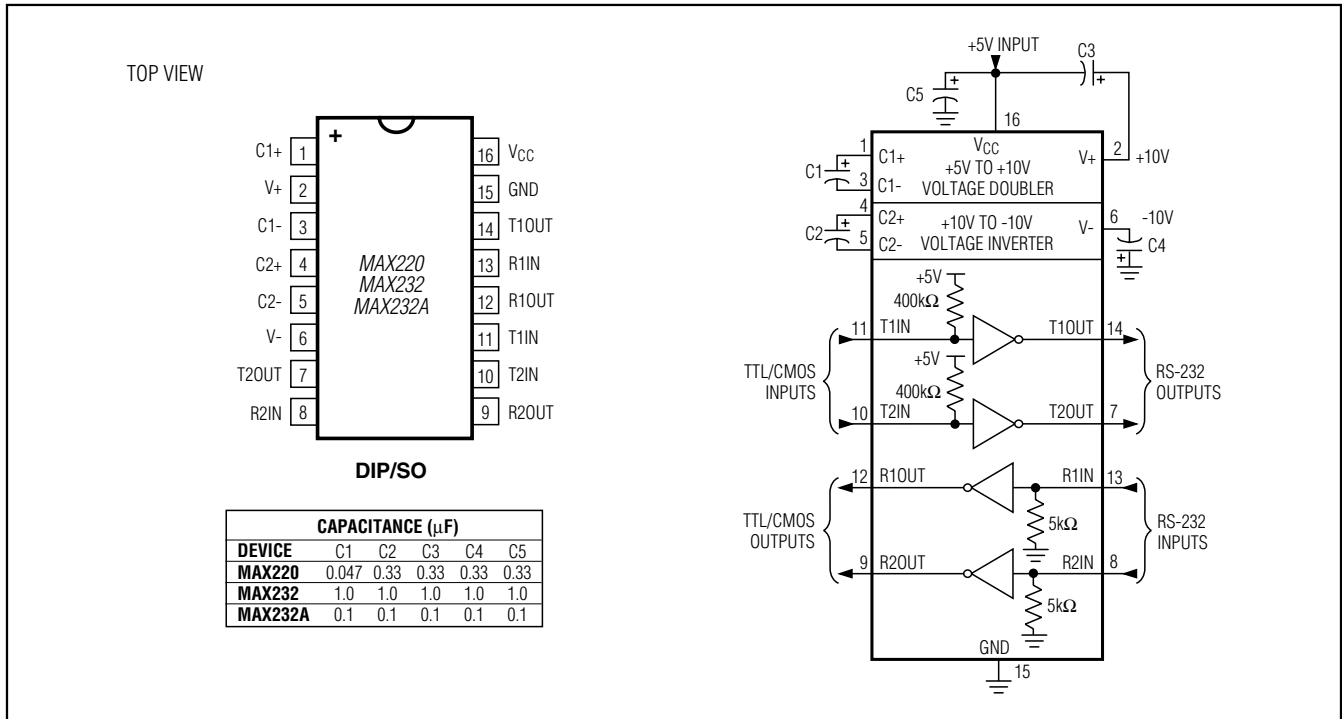 TOP VIEW
+
C1+ 1
V+ 2
C1- 3
C2+ 4
C2- 5
V- 6
T2OUT 7
R2IN 8
16 VCC
15 GND
14 T1OUT
13 R1IN
12 R1OUT
11 T1IN
10 T2IN
9 R2OUT
MAX220
MAX232
MAX232A
DIP/SO
CAPACITANCE (μF)
DEVICE C1 C2 C3 C4 C5
MAX220 0.047 0.33 0.33 0.33 0.33
MAX232 1.0 1.0 1.0 1.0 1.0
MAX232A 0.1 0.1 0.1 0.1 0.1
+5V INPUT
C3
+
C5
+
16
VCC
+5V TO +10V
VOLTAGE DOUBLER
1
C1+
C1
+
3
C1-
V+
2
+10V
4
C2+
C2
+
5
C2-
+10V TO -10V
VOLTAGE INVERTER
V-
6
-10V
C4
+
+5V
400kΩ
11
T1IN
T1OUT
14
+5V
400kΩ
TTL/CMOS
INPUTS
RS-232
OUTPUTS
10
T2IN
T2OUT
7
12
R1OUT
R1IN
13
5kΩ
TTL/CMOS
OUTPUTS
RS-232
INPUTS
9
R2OUT
R2IN
8
5kΩ
GND
15